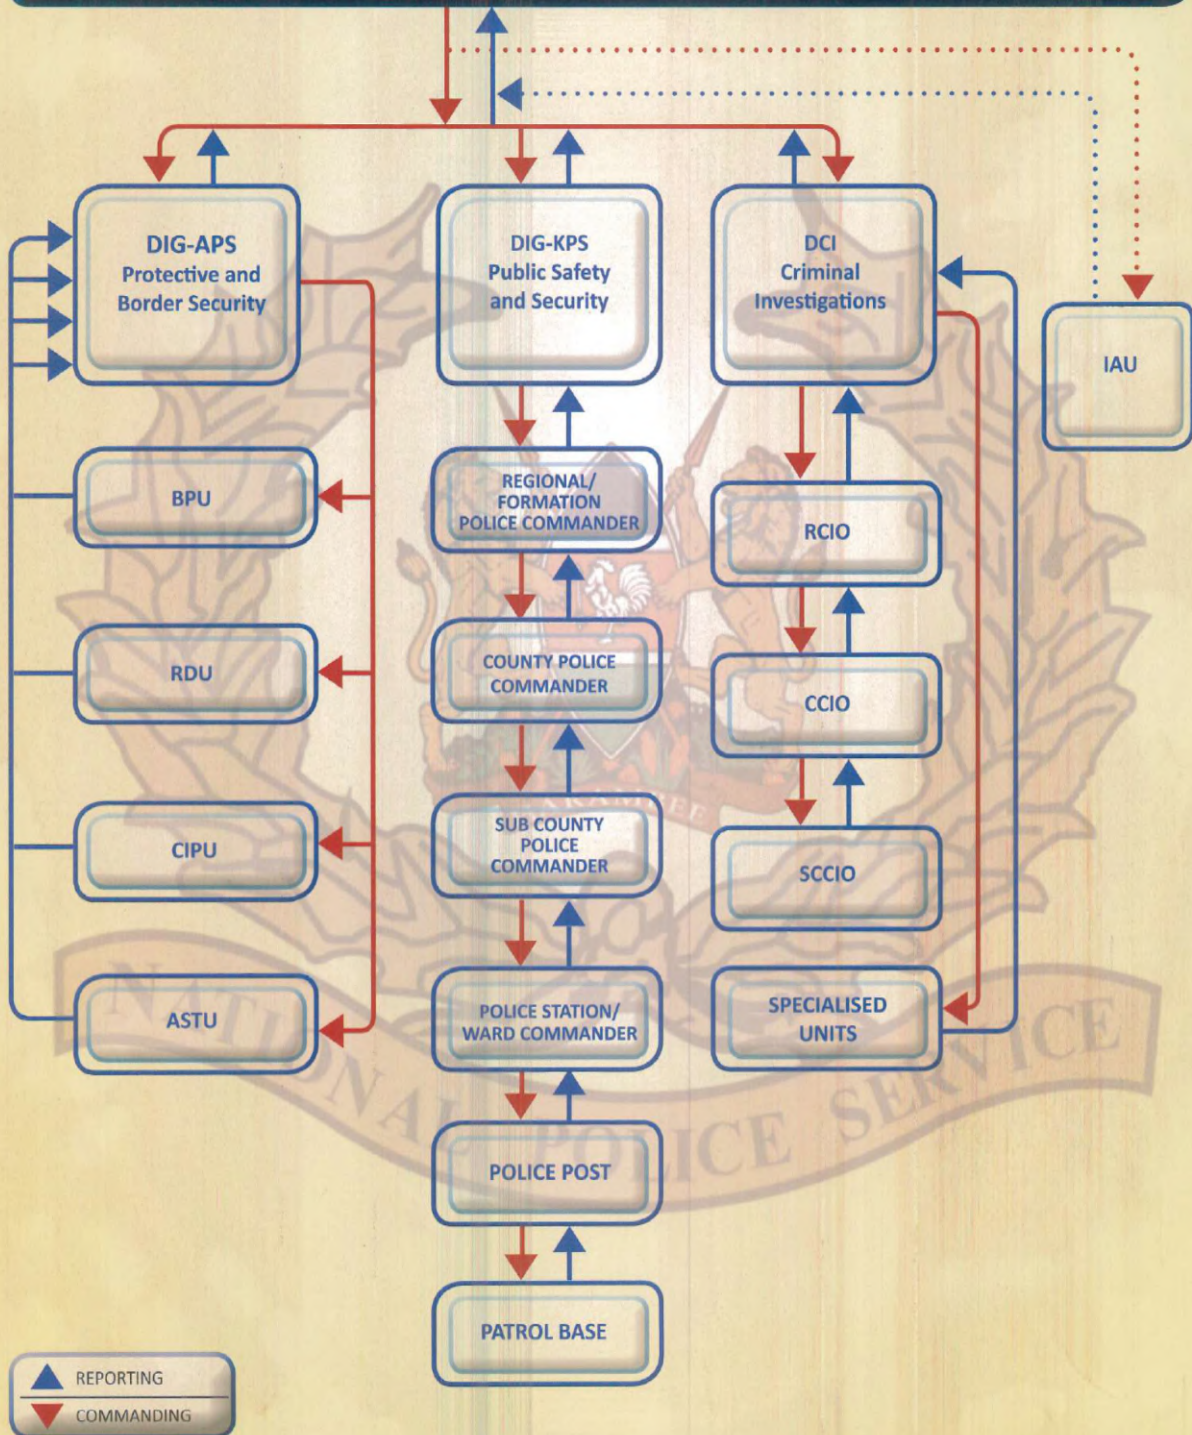 DIG-APS
Protective and
Border Security
DIG-KPS
Public Safety
and Security
DCI
Criminal
Investigations
IAU
BPU
REGIONAL/
FORMATION
POLICE COMMANDER
RCIO
RDU
COUNTY POLICE
COMMANDER
CCIO
CIPU
SUB COUNTY
POLICE
COMMANDER
SCCIO
ASTU
POLICE STATION/
WARD COMMANDER
SPECIALISED
UNITS
POLICE POST
PATROL BASE
REPORTING
COMMANDING
HARAMBEE
NATIONAL POLICE SERVICE